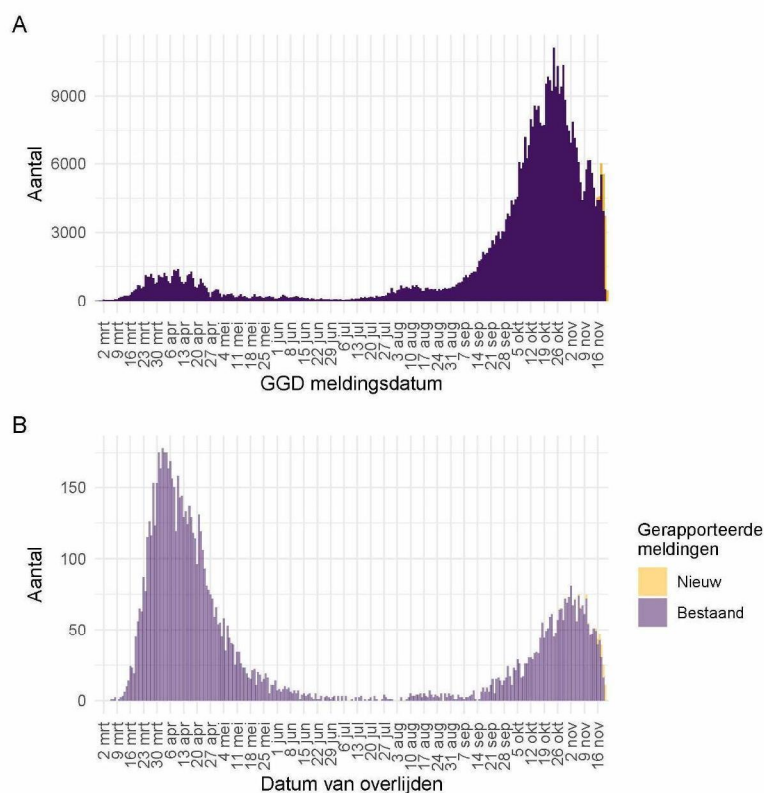 A
9000
6000
3000
0
Aantal
2 mrt
9 mrt
16 mrt
23 mrt
30 mrt
6 apr
13 apr
20 apr
27 apr
4 mei
11 mei
18 mei
25 mei
1 jun
8 jun
15 jun
22 jun
29 jun
6 jul
13 jul
20 jul
27 jul
3 aug
10 aug
17 aug
24 aug
31 aug
7 sep
14 sep
21 sep
28 sep
5 okt
12 okt
19 okt
26 okt
2 nov
9 nov
16 nov
GGD meldingsdatum
B
150
100
50
0
Aantal
2 mrt
9 mrt
16 mrt
23 mrt
30 mrt
6 apr
13 apr
20 apr
27 apr
4 mei
11 mei
18 mei
25 mei
1 jun
8 jun
15 jun
22 jun
29 jun
6 jul
13 jul
20 jul
27 jul
3 aug
10 aug
17 aug
24 aug
31 aug
7 sep
14 sep
21 sep
28 sep
5 okt
12 okt
19 okt
26 okt
2 nov
9 nov
16 nov
Datum van overlijden
Gerapporteerde
meldingen
Nieuw
Bestaand